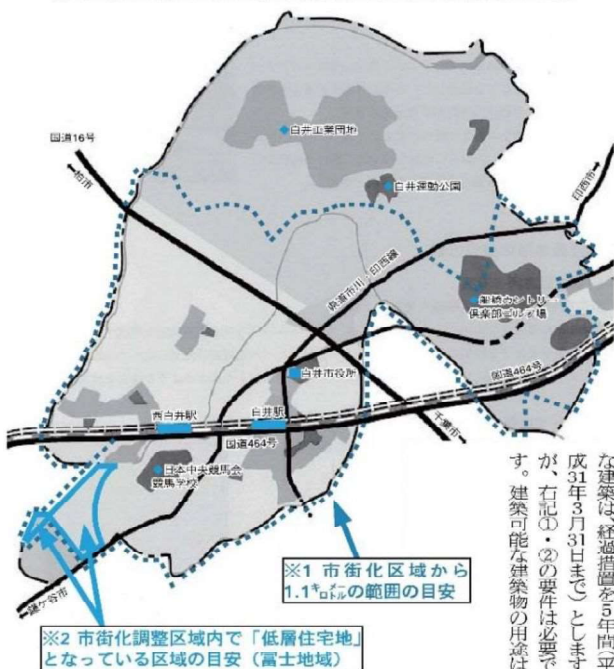 国道16号
←柏市
白井工業団地
白井運動公園
印西市→
県道市川・印西線
船橋カントリー
倶楽部ゴルフ場
白井市役所
国道464号
西白井駅
白井駅
千葉市→
国道464号
日本中央競馬会
競馬学校
←鎌ケ谷市
※1 市街化区域から
1.1キロメートルの範囲の目安
※2 市街化調整区域内で「低層住宅地」
となっている区域の目安（冨士地域）
な建築は、経過措置を5年間（
成31年3月31日まで）とします
が、右記①・②の要件は必要で
す。建築可能な建築物の用途は